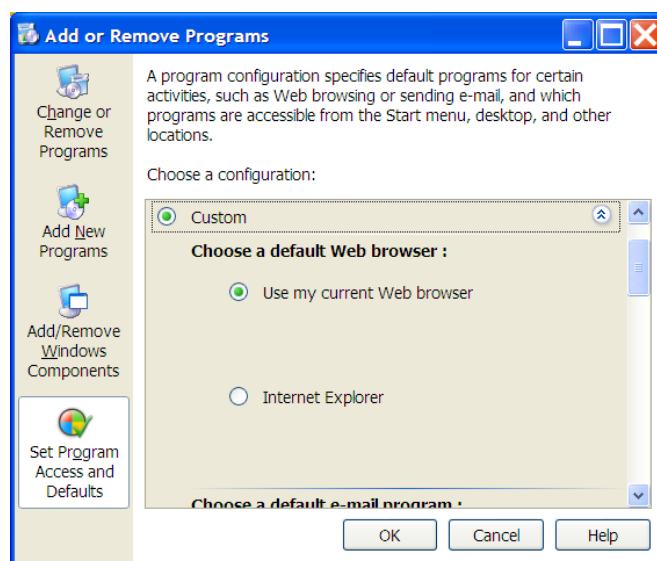 Add or Remove Programs
Change or
Remove
Programs
Add New
Programs
Add/Remove
Windows
Components
Set Program
Access and
Defaults
A program configuration specifies default programs for certain
activities, such as Web browsing or sending e-mail, and which
programs are accessible from the Start menu, desktop, and other
locations.
Choose a configuration:
Custom
Choose a default Web browser :
Use my current Web browser
Internet Explorer
Choose a default e-mail program :
OK
Cancel
Help